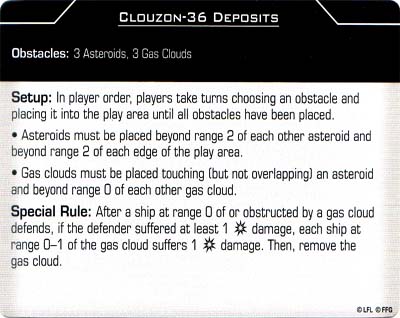 Clouzon-36 Deposits
Obstacles: 3 Asteroids, 3 Gas Clouds
Setup: In player order, players take turns choosing an obstacle and
placing it into the play area until all obstacles have been placed.
• Asteroids must be placed beyond range 2 of each other asteroid and
beyond range 2 of each edge of the play area.
• Gas clouds must be placed touching (but not overlapping) an asteroid
and beyond range 0 of each other gas cloud.
Special Rule: After a ship at range 0 of or obstructed by a gas cloud
defends, if the defender suffered at least 1 damage, each ship at
range 0–1 of the gas cloud suffers 1 damage. Then, remove
the gas cloud.
© LFL © FFG